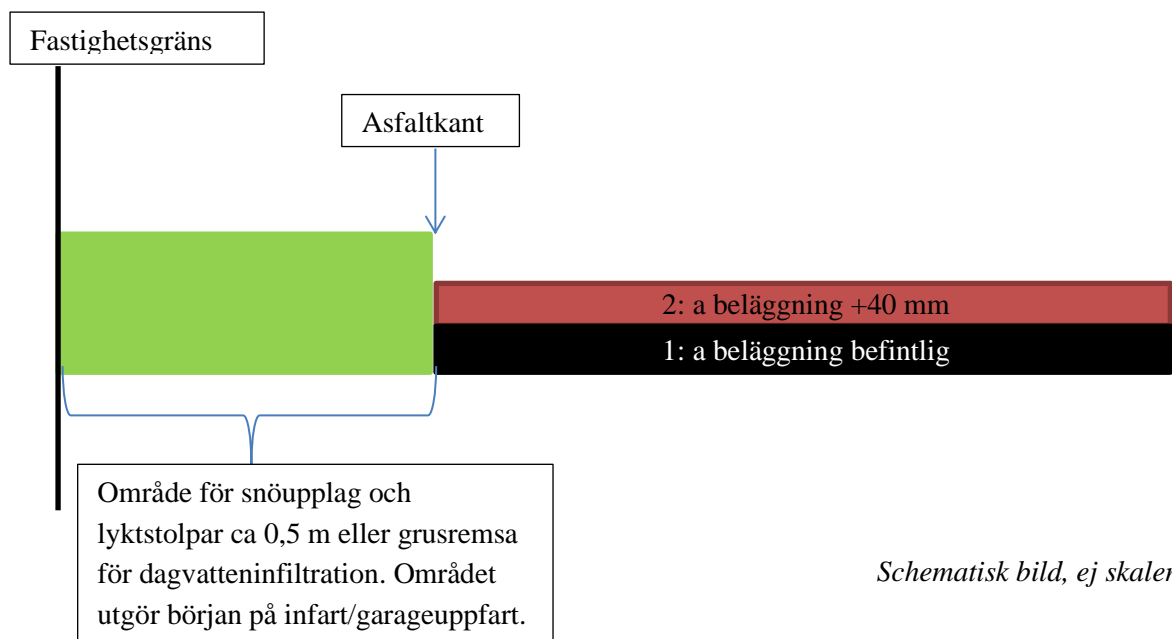 Fastighetsgräns
Asfaltkant
2: a beläggning +40 mm
1: a beläggning befintlig
Område för snöupplag och
lyktstolpar ca 0,5 m eller grusremsa
för dagvatteninfiltration. Området
utgör början på infart/garageuppfart.
Schematisk bild, ej skalen